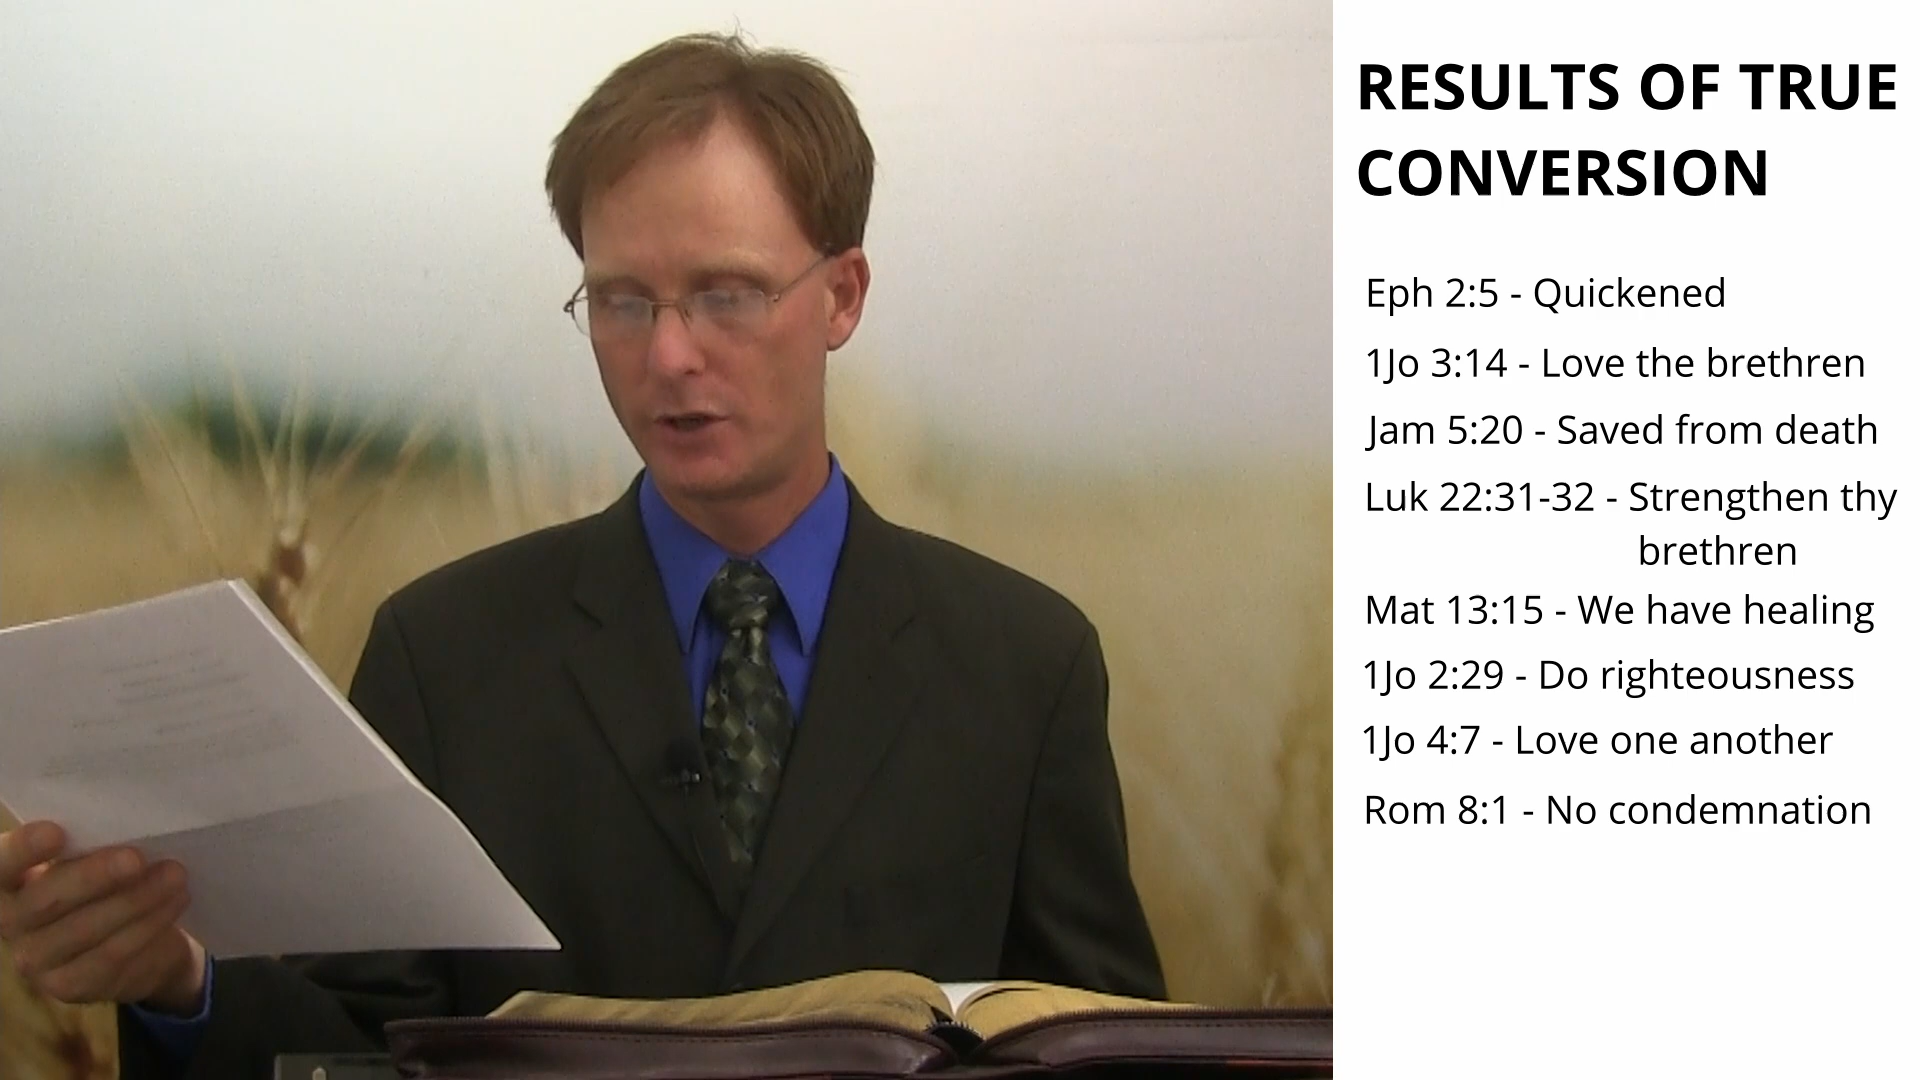 RESULTS OF TRUE
CONVERSION
Eph 2:5 - Quickened
1Jo 3:14 - Love the brethren
Jam 5:20 - Saved from death
Luk 22:31-32 - Strengthen thy
brethren
Mat 13:15 - We have healing
1Jo 2:29 - Do righteousness
1Jo 4:7 - Love one another
Rom 8:1 - No condemnation